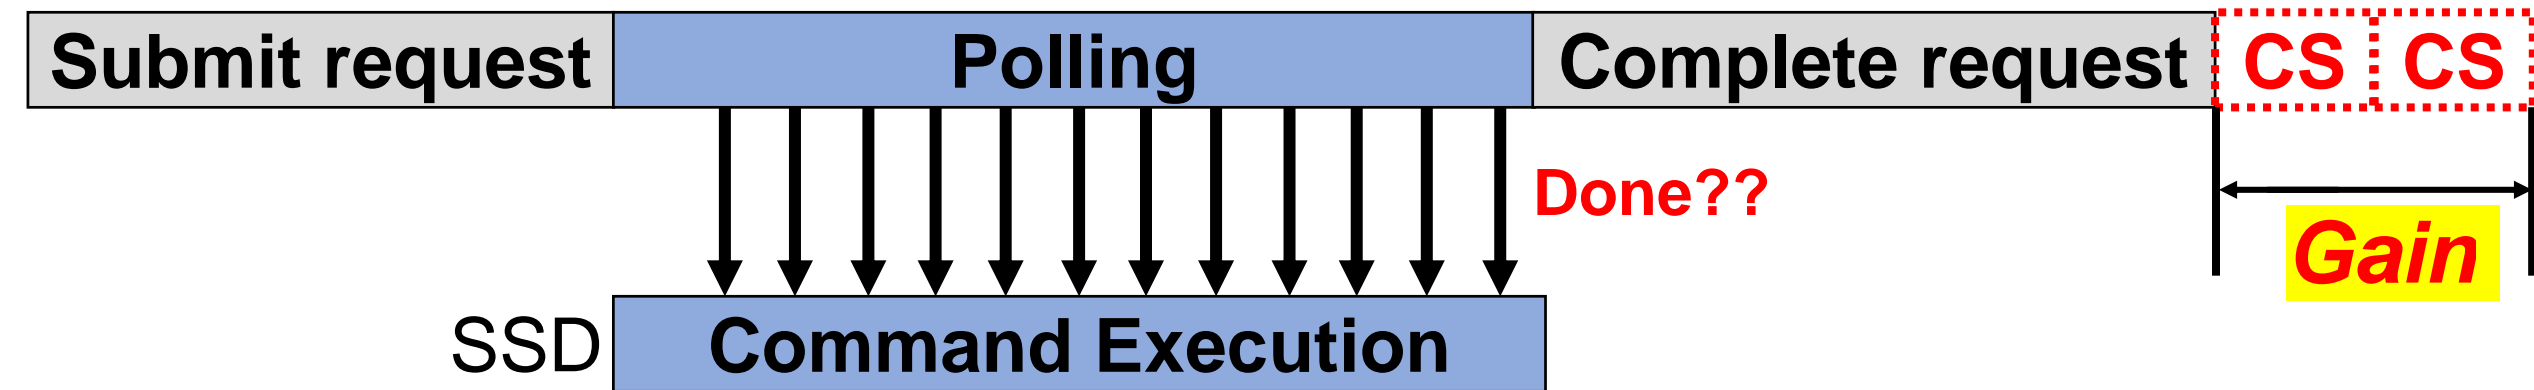 Submit request Polling Complete request CS CS
Done??
Gain
SSD Command Execution